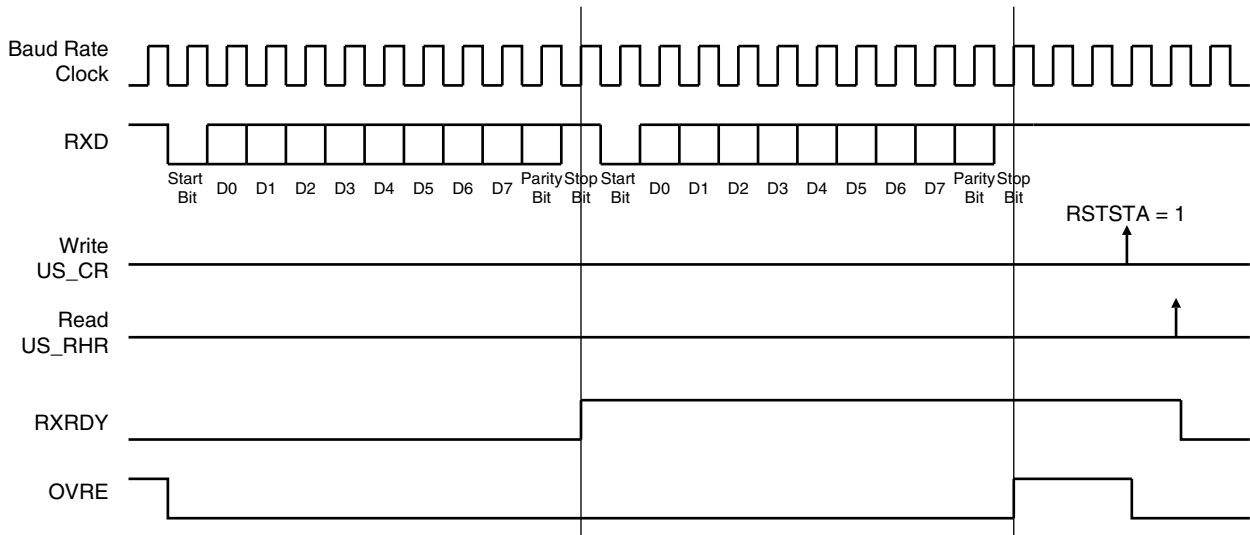 Baud Rate
Clock
RXD
Start
Bit
D0
D1
D2
D3
D4
D5
D6
D7
Parity
Bit
Stop
Bit
Start
Bit
D0
D1
D2
D3
D4
D5
D6
D7
Parity
Bit
Stop
Bit
RSTSTA = 1
Write
US_CR
Read
US_RHR
RXRDY
OVRE